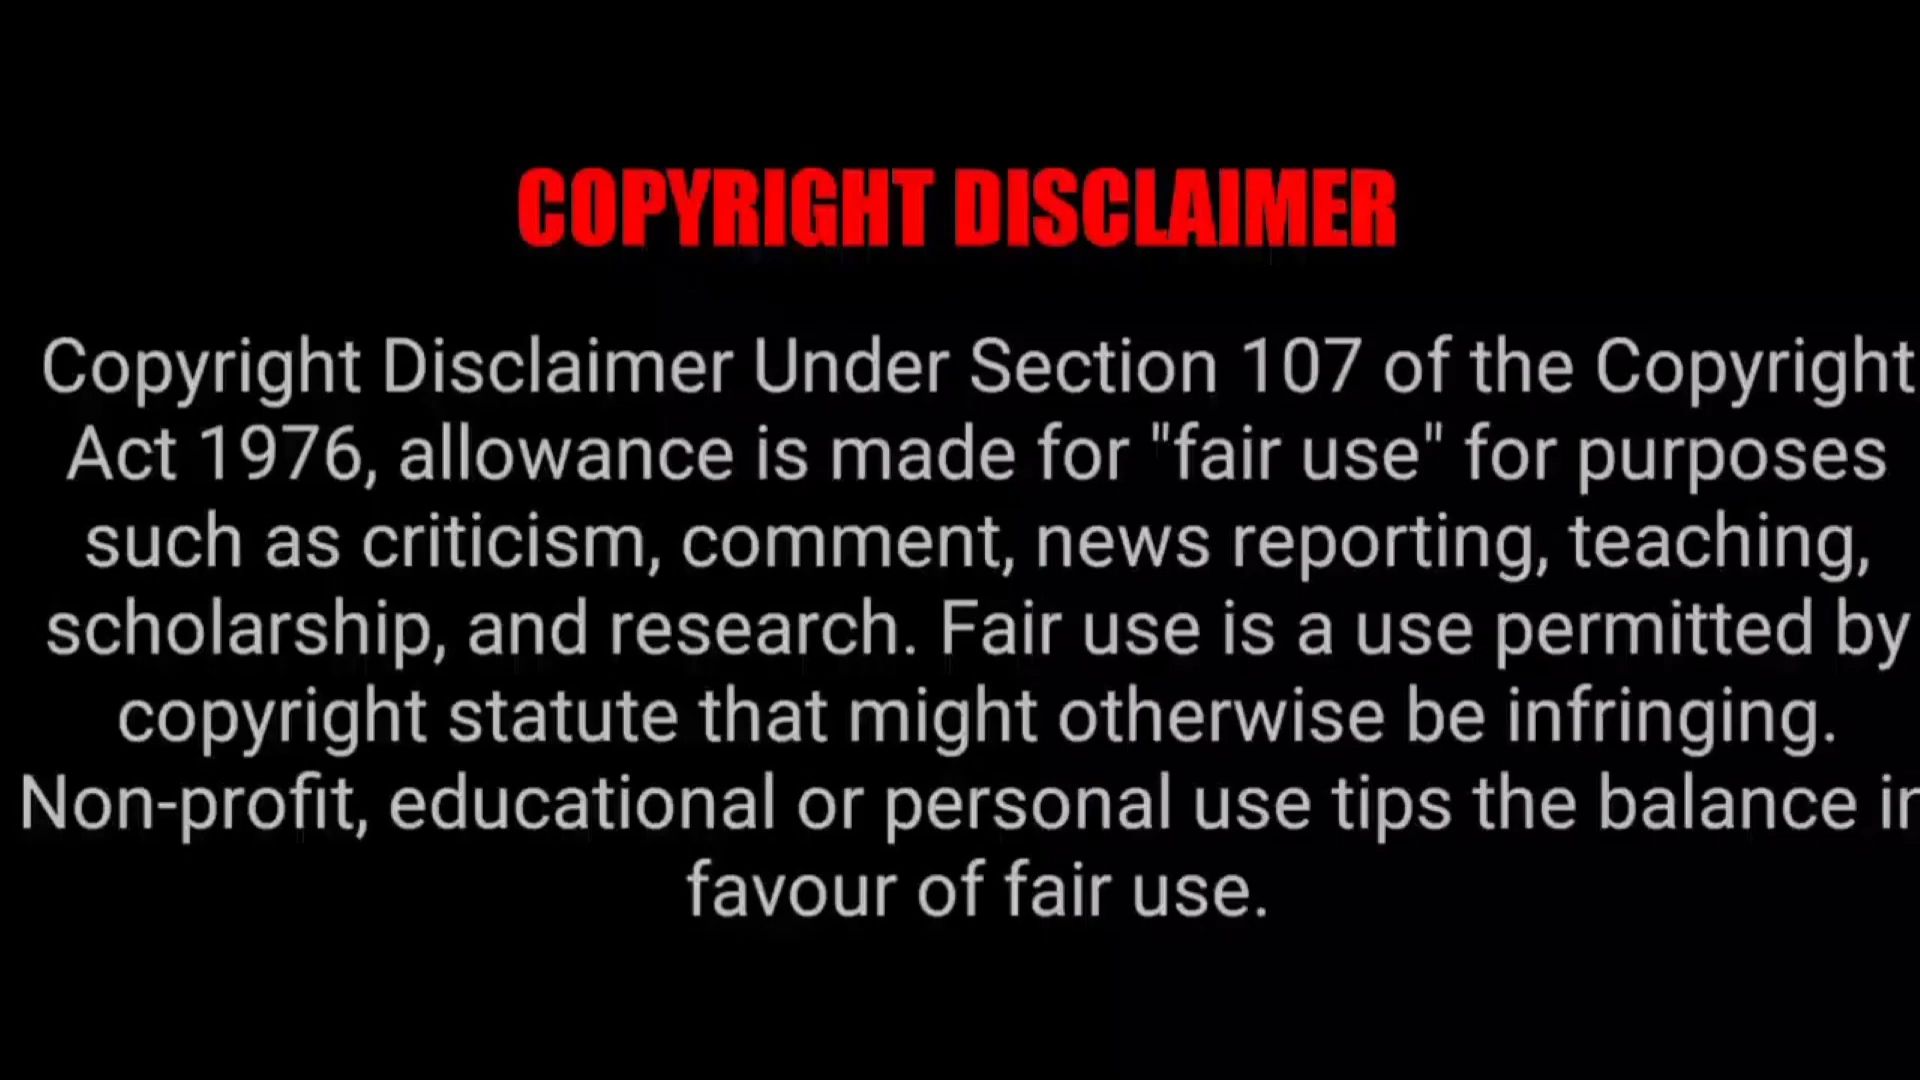 COPYRIGHT DISCLAIMER
Copyright Disclaimer Under Section 107 of the Copyright
Act 1976, allowance is made for "fair use" for purposes
such as criticism, comment, news reporting, teaching,
scholarship, and research. Fair use is a use permitted by
copyright statute that might otherwise be infringing.
Non-profit, educational or personal use tips the balance in
favour of fair use.